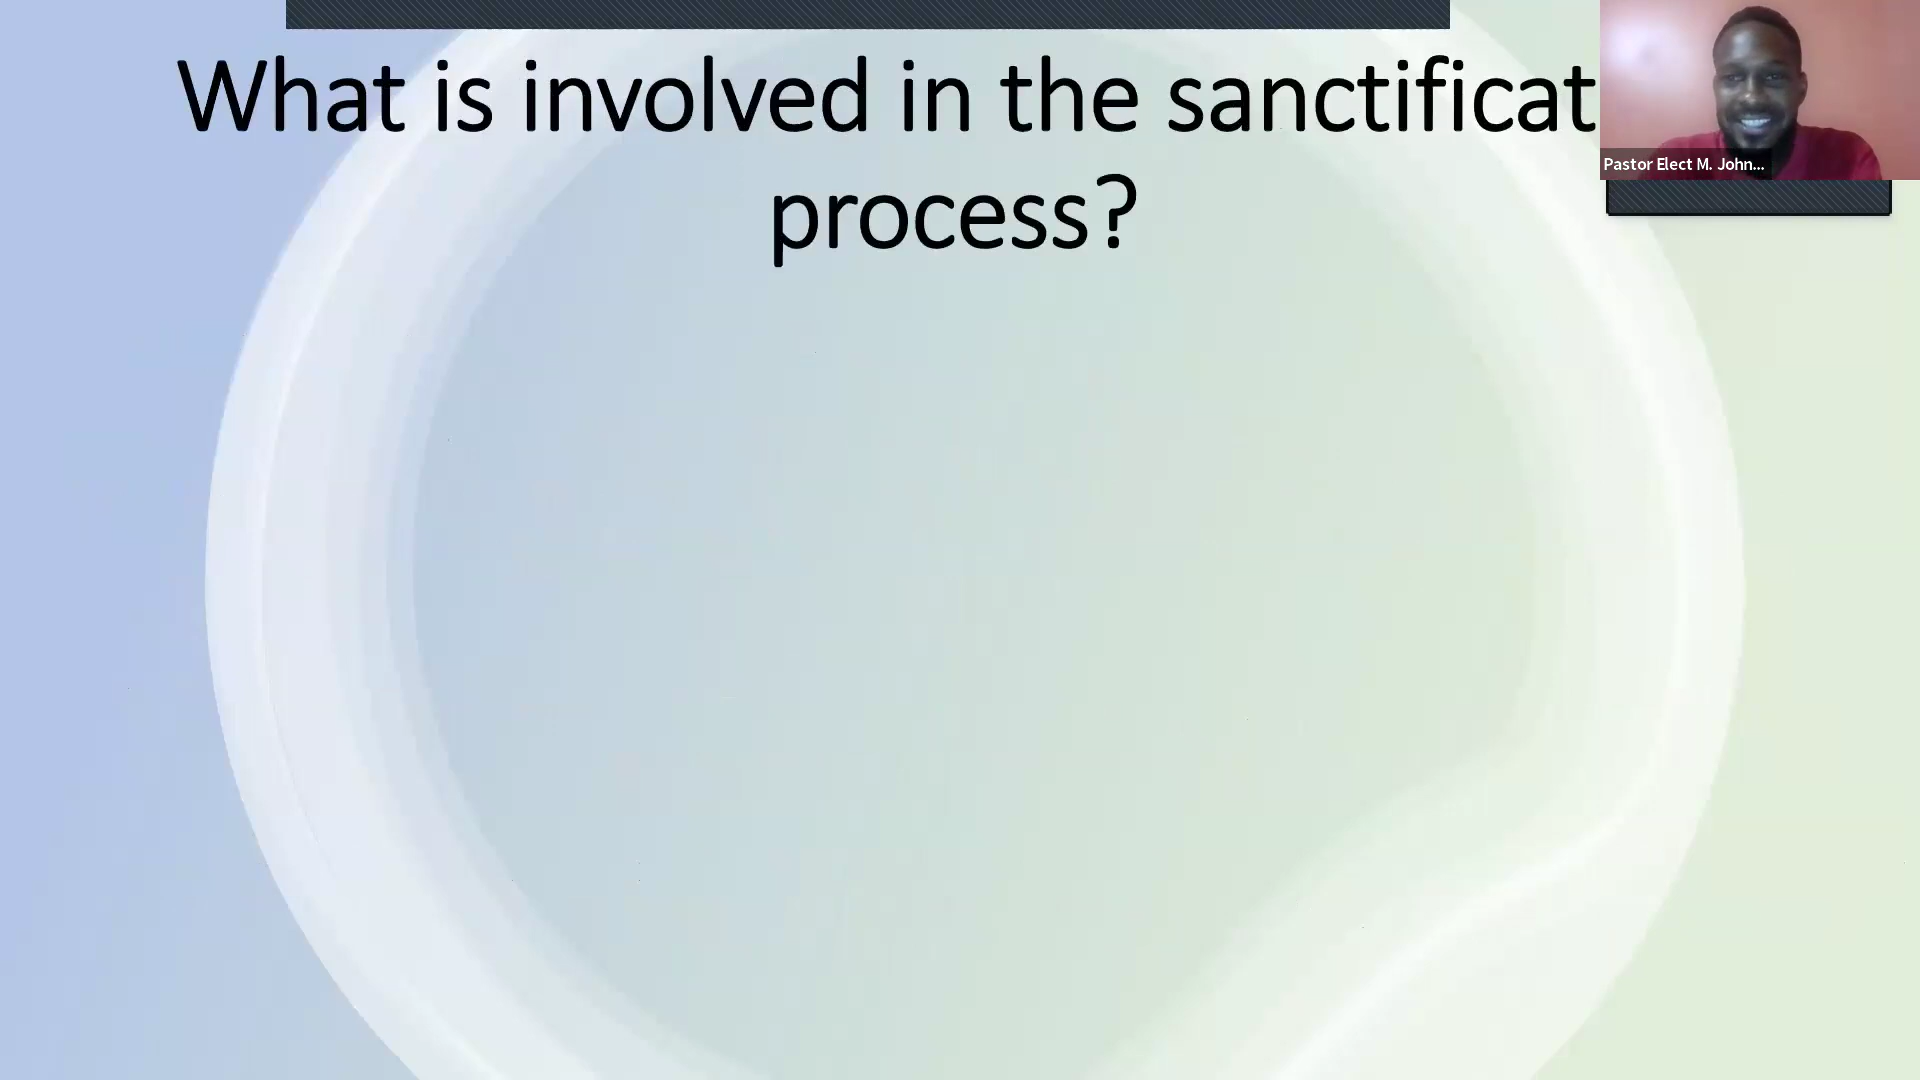 What is involved in the sanctificat
process?
Pastor Elect M. John...